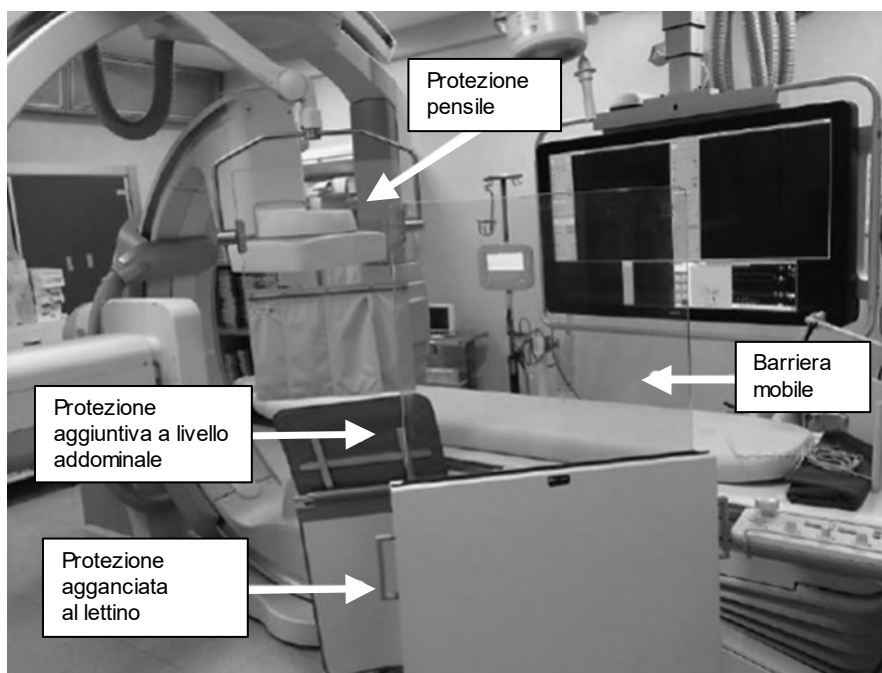 Protezione
pensile
Barriera
mobile
Protezione
aggiuntiva a livello
addominale
Protezione
agganciata
al lettino